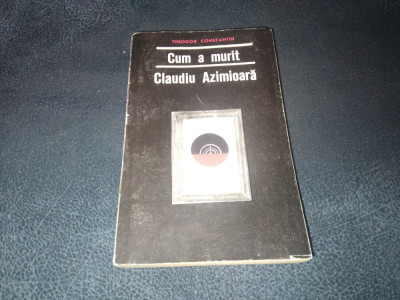 THEODOR CONSTANTIN
Cum a murit
Claudiu Azimioară